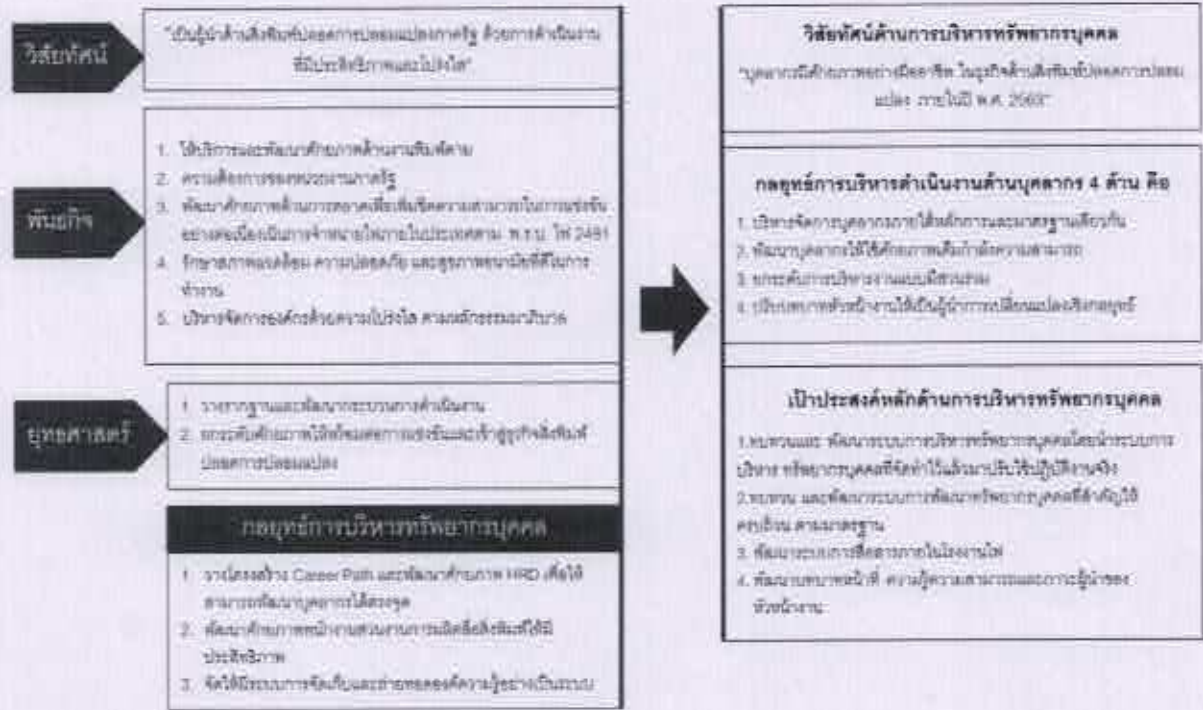 วิสัยทัศน์
"เป็นผู้นำด้านสิ่งพิมพ์ปลอดการปลอมแปลงภาครัฐ ด้วยการดำเนินงาน
ที่มีประสิทธิภาพและโปร่งใส"
พันธกิจ
1. ให้บริการและพัฒนาศักยภาพด้านงานพิมพ์ตาม
2. ความต้องการของหน่วยงานภาครัฐ
3. พัฒนาศักยภาพด้านการตลาดเพื่อเพิ่มขีดความสามารถในการแข่งขัน
อย่างต่อเนื่องเป็นการจำหน่ายไพ่ภายในประเทศตาม พ.ร.บ. ไพ่ 2481
4. รักษาสภาพแวดล้อม ความปลอดภัย และสุขภาพอนามัยที่ดีในการ
ทำงาน
5. บริหารจัดการองค์กรด้วยความโปร่งใส ตามหลักธรรมาภิบาล
ยุทธศาสตร์
1. วางรากฐานและพัฒนากระบวนการดำเนินงาน
2. ยกระดับศักยภาพให้พร้อมต่อการแข่งขันและเข้าสู่ธุรกิจสิ่งพิมพ์
ปลอดการปลอมแปลง
กลยุทธ์การบริหารทรัพยากรบุคคล
1. วางโครงสร้าง Career Path และพัฒนาศักยภาพ HRD เพื่อให้
สามารถพัฒนาบุคลากรได้ตรงจุด
2. พัฒนาศักยภาพหน้างานส่วนงานการผลิตสื่อสิ่งพิมพ์ให้มี
ประสิทธิภาพ
3. จัดให้มีระบบการจัดเก็บและถ่ายทอดองค์ความรู้อย่างเป็นระบบ
วิสัยทัศน์ด้านการบริหารทรัพยากรบุคคล
"บุคลากรมีศักยภาพอย่างมืออาชีพ ในธุรกิจด้านสิ่งพิมพ์ปลอดการปลอม
แปลง ภายในปี พ.ศ. 2563"
กลยุทธ์การบริหารดำเนินงานด้านบุคลากร 4 ด้าน คือ
1. บริหารจัดการบุคลากรภายใต้หลักการและมาตรฐานเดียวกัน
2. พัฒนาบุคลากรให้ใช้ศักยภาพเต็มกำลังความสามารถ
3. ยกระดับการบริหารงานแบบมีส่วนร่วม
4. ปรับบทบาทหัวหน้างานให้เป็นผู้นำการเปลี่ยนแปลงเชิงกลยุทธ์
เป้าประสงค์หลักด้านการบริหารทรัพยากรบุคคล
1.ทบทวนและ พัฒนาระบบการบริหารทรัพยากรบุคคลโดยนำระบบการ
บริหาร ทรัพยากรบุคคลที่จัดทำไว้แล้วมาปรับใช้ปฏิบัติงานจริง
2.ทบทวน และพัฒนาระบบการพัฒนาทรัพยากรบุคคลที่สำคัญให้
ครบถ้วน ตามมาตรฐาน
3. พัฒนาระบบการสื่อสารภายในโรงงานไพ่
4. พัฒนาบทบาทหน้าที่ ความรู้ความสามารถและภาวะผู้นำของ
หัวหน้างาน